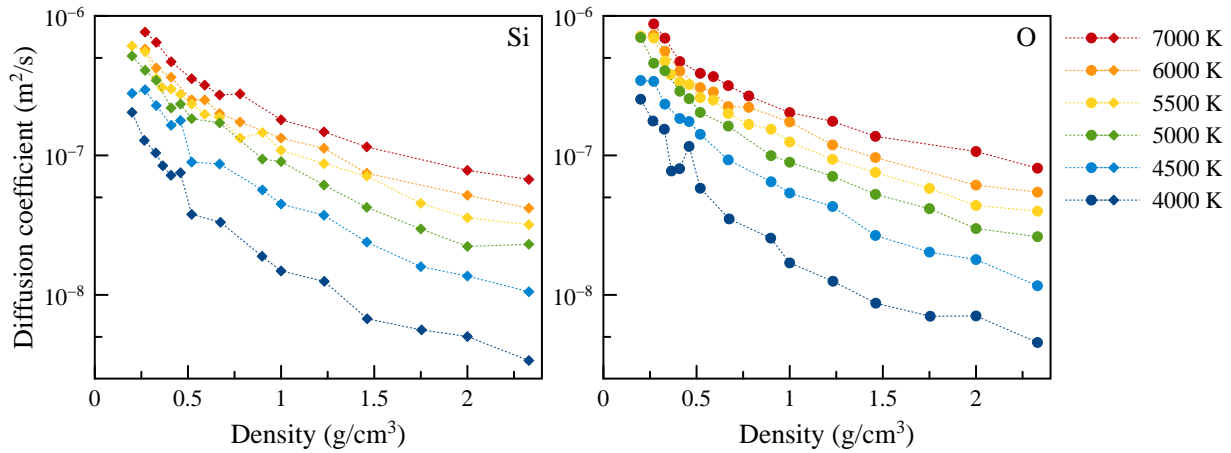 Diffusion coefficient (m²/s)
10⁻⁶
10⁻⁷
10⁻⁸
Si
0
0.5
1
1.5
2
Density (g/cm³)
10⁻⁶
10⁻⁷
10⁻⁸
O
0
0.5
1
1.5
2
Density (g/cm³)
7000 K
6000 K
5500 K
5000 K
4500 K
4000 K